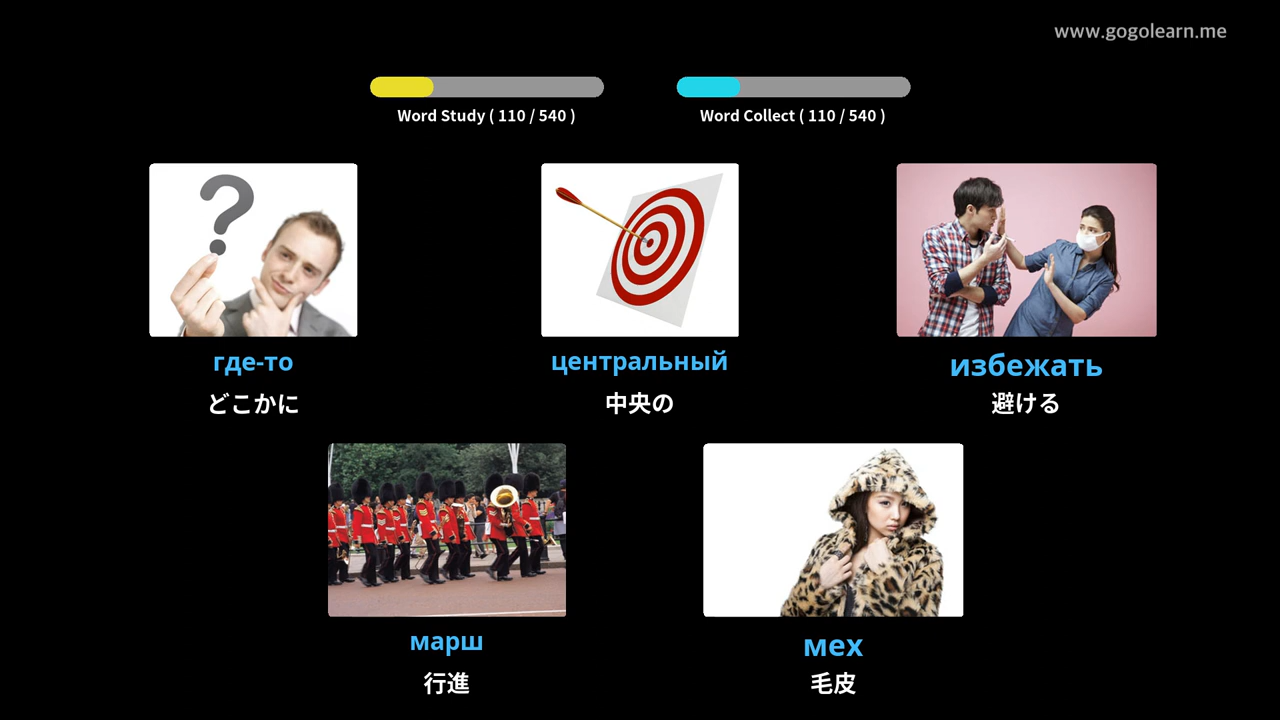 www.gogolearn.me
Word Study ( 110 / 540 )
Word Collect ( 110 / 540 )
?
где-то
どこかに
центральный
中央の
избежать
避ける
марш
行進
мех
毛皮